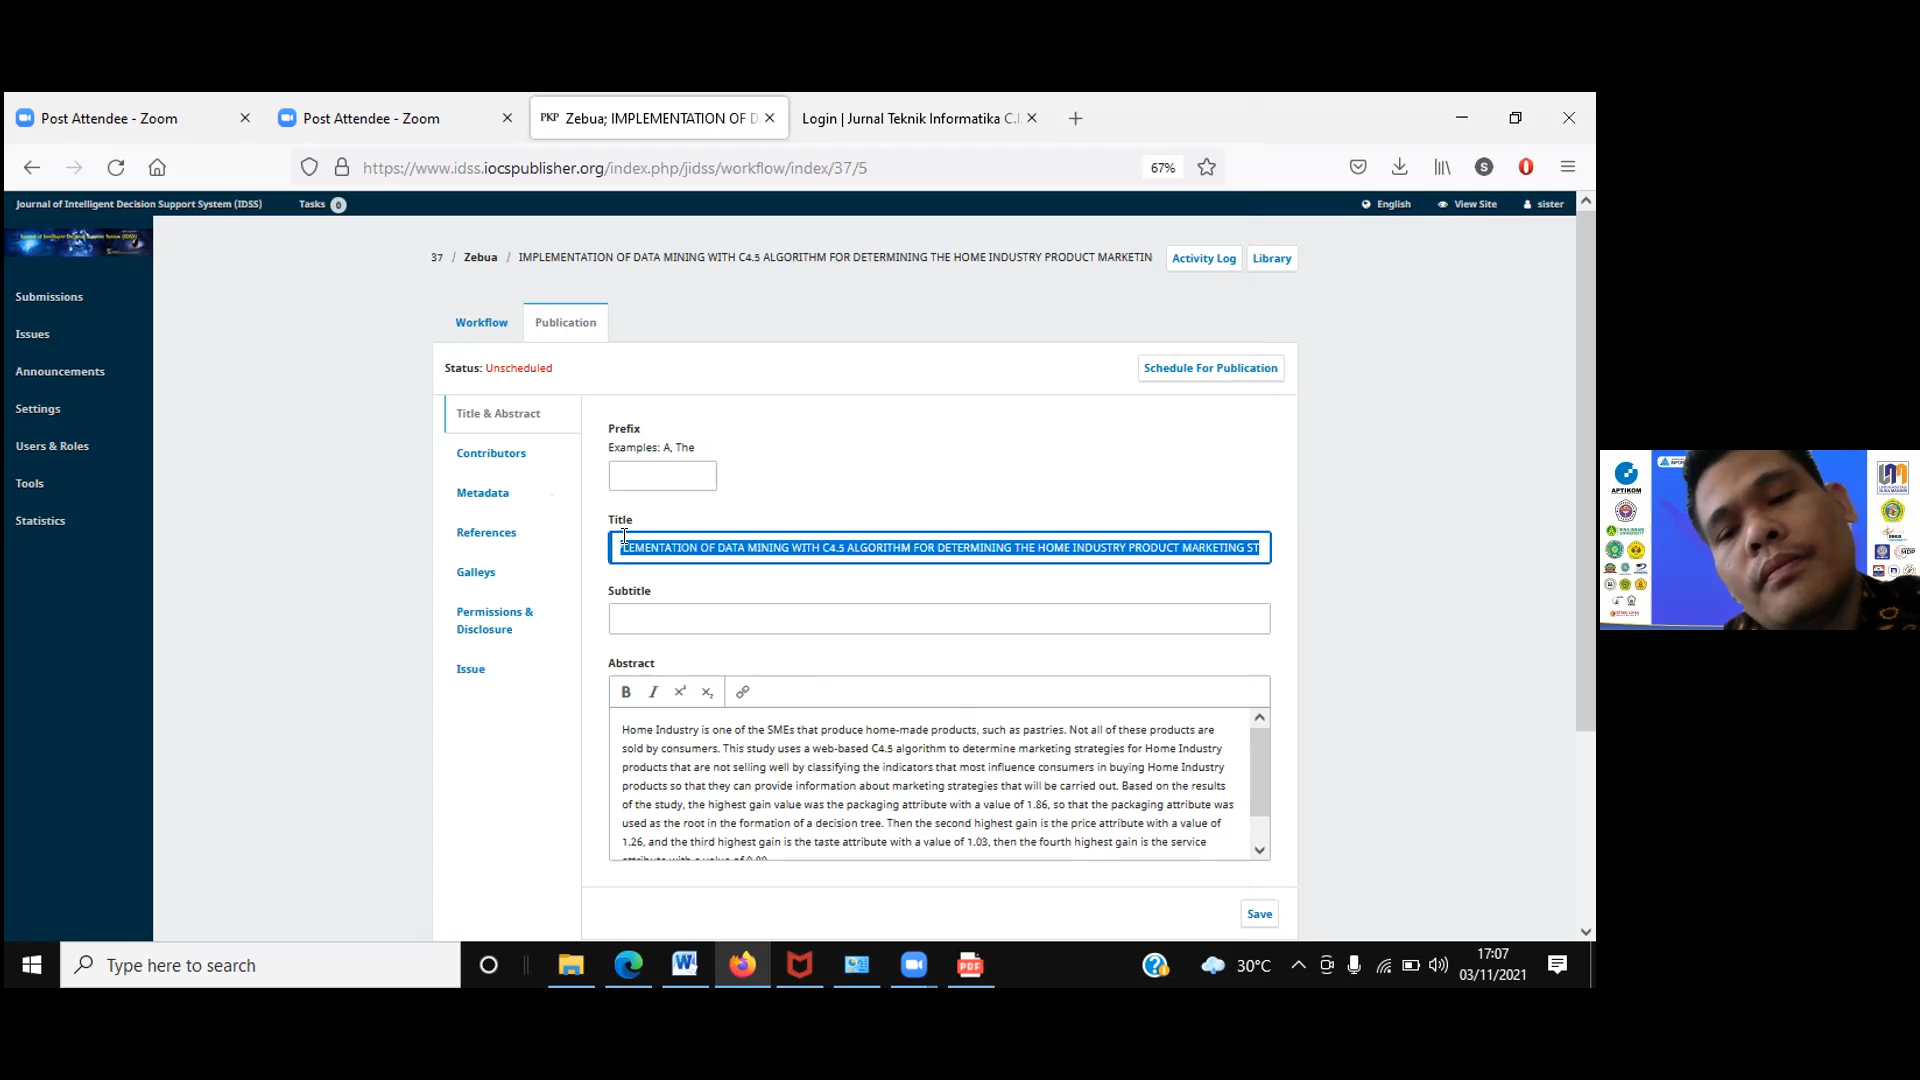 Post Attendee - Zoom
Post Attendee - Zoom
PKP Zebua; IMPLEMENTATION OF D
Login | Jurnal Teknik Informatika C.I.
https://www.idss.iocspublisher.org/index.php/jidss/workflow/index/37/5
67%
S
Journal of Intelligent Decision Support System (IDSS)
Tasks 0
English
View Site
sister
Submissions
Issues
Announcements
Settings
Users & Roles
Tools
Statistics
37 / Zebua / IMPLEMENTATION OF DATA MINING WITH C4.5 ALGORITHM FOR DETERMINING THE HOME INDUSTRY PRODUCT MARKETIN
Activity Log
Library
Workflow
Publication
Status: Unscheduled
Schedule For Publication
Title & Abstract
Contributors
Metadata
References
Galleys
Permissions &
Disclosure
Issue
Prefix
Examples: A, The
Title
LEMENTATION OF DATA MINING WITH C4.5 ALGORITHM FOR DETERMINING THE HOME INDUSTRY PRODUCT MARKETING ST
Subtitle
Abstract
B I x² x₂
Home Industry is one of the SMEs that produce home-made products, such as pastries. Not all of these products are
sold by consumers. This study uses a web-based C4.5 algorithm to determine marketing strategies for Home Industry
products that are not selling well by classifying the indicators that most influence consumers in buying Home Industry
products so that they can provide information about marketing strategies that will be carried out. Based on the results
of the study, the highest gain value was the packaging attribute with a value of 1.86, so that the packaging attribute was
used as the root in the formation of a decision tree. Then the second highest gain is the price attribute with a value of
1.26, and the third highest gain is the taste attribute with a value of 1.03, then the fourth highest gain is the service
attribute with a value of 0.80
Save
APTIKOM
MDP
Type here to search
PDF
30°C
17:07
03/11/2021